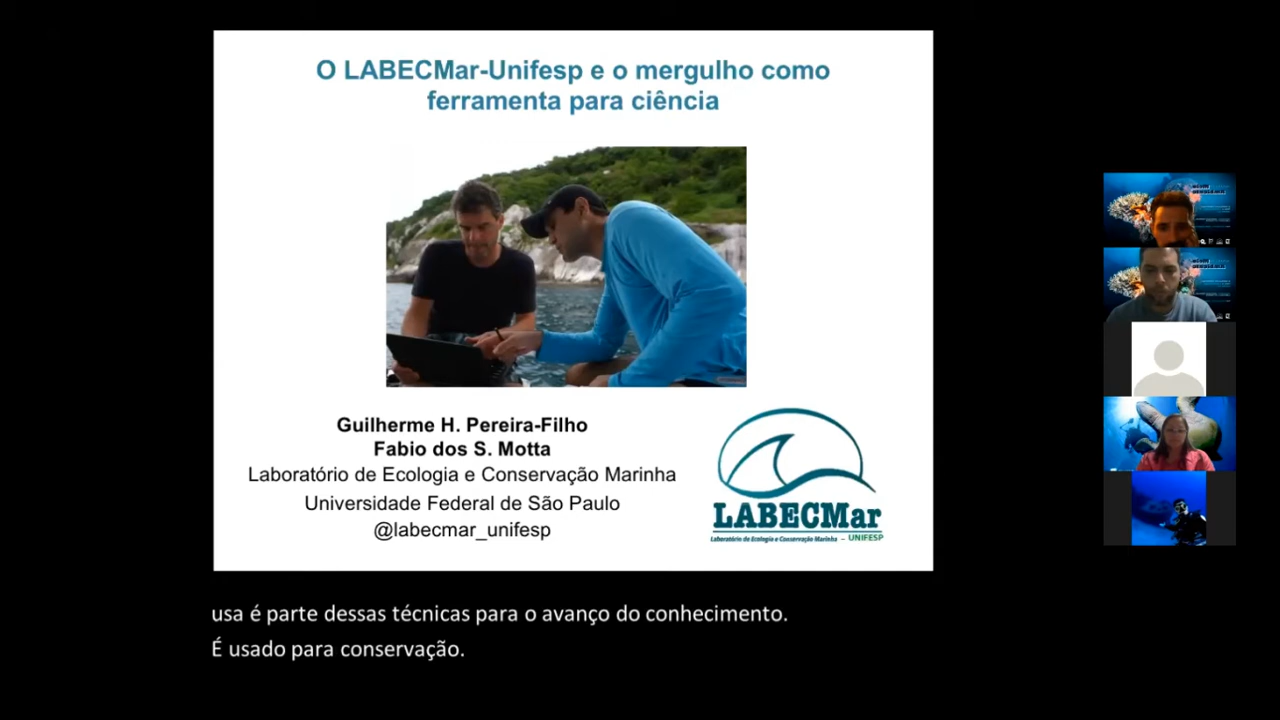 O LABECMar-Unifesp e o mergulho como
ferramenta para ciência
Guilherme H. Pereira-Filho
Fabio dos S. Motta
Laboratório de Ecologia e Conservação Marinha
Universidade Federal de São Paulo
@labecmar_unifesp
LABECMar
Laboratório de Ecologia e Conservação Marinha – UNIFESP
usa é parte dessas técnicas para o avanço do conhecimento.
É usado para conservação.